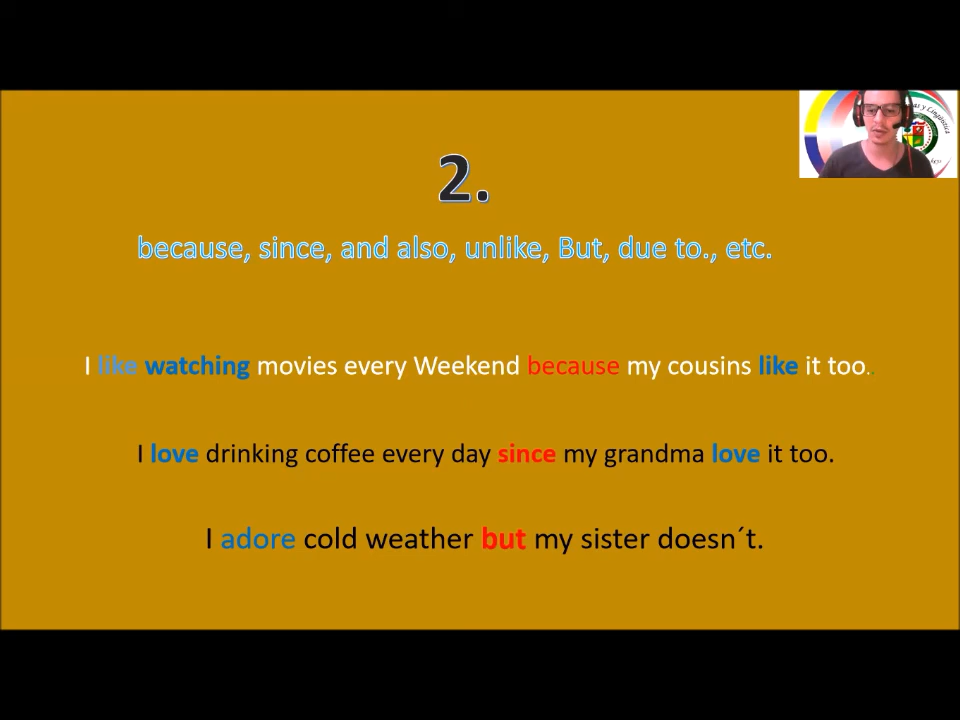 2.
because, since, and also, unlike, But, due to., etc.
I like watching movies every Weekend because my cousins like it too..
I love drinking coffee every day since my grandma love it too.
I adore cold weather but my sister doesn´t.